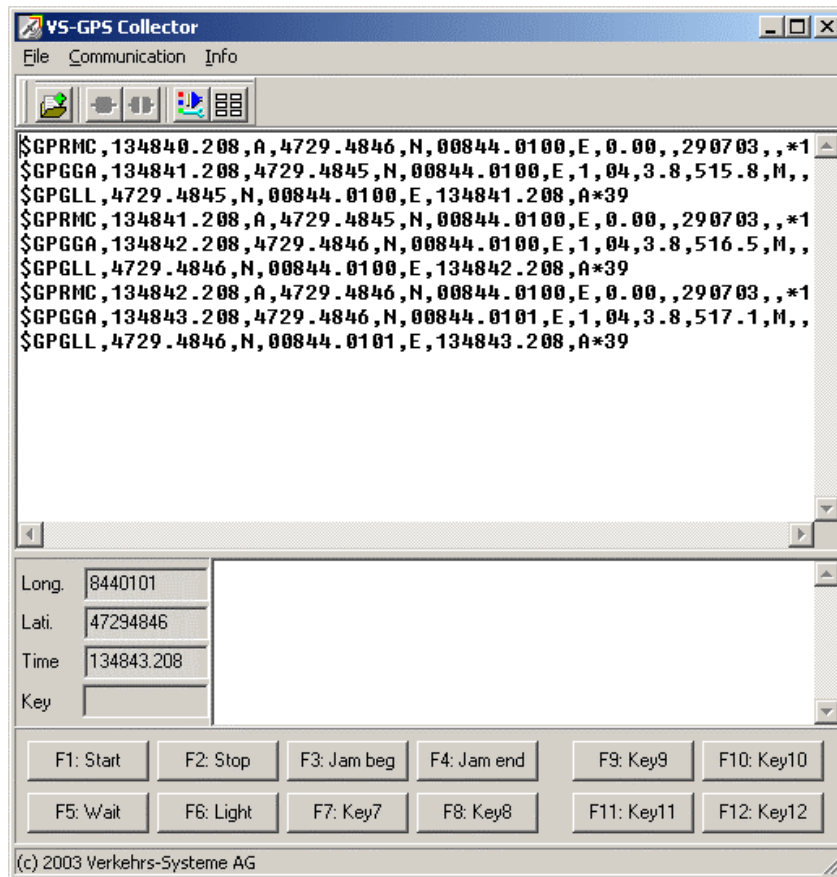 VS-GPS Collector
File Communication Info
$GPRMC,134840.208,A,4729.4846,N,00844.0100,E,0.00,,290703,,*1
$GPGGA,134841.208,4729.4845,N,00844.0100,E,1,04,3.8,515.8,M,,
$GPGLL,4729.4845,N,00844.0100,E,134841.208,A*39
$GPRMC,134841.208,A,4729.4845,N,00844.0100,E,0.00,,290703,,*1
$GPGGA,134842.208,4729.4846,N,00844.0100,E,1,04,3.8,516.5,M,,
$GPGLL,4729.4846,N,00844.0100,E,134842.208,A*39
$GPRMC,134842.208,A,4729.4846,N,00844.0100,E,0.00,,290703,,*1
$GPGGA,134843.208,4729.4846,N,00844.0101,E,1,04,3.8,517.1,M,,
$GPGLL,4729.4846,N,00844.0101,E,134843.208,A*39
Long. 8440101
Lati. 47294846
Time 134843.208
Key
F1: Start F2: Stop F3: Jam beg F4: Jam end F9: Key9 F10: Key10
F5: Wait F6: Light F7: Key7 F8: Key8 F11: Key11 F12: Key12
(c) 2003 Verkehrs-Systeme AG